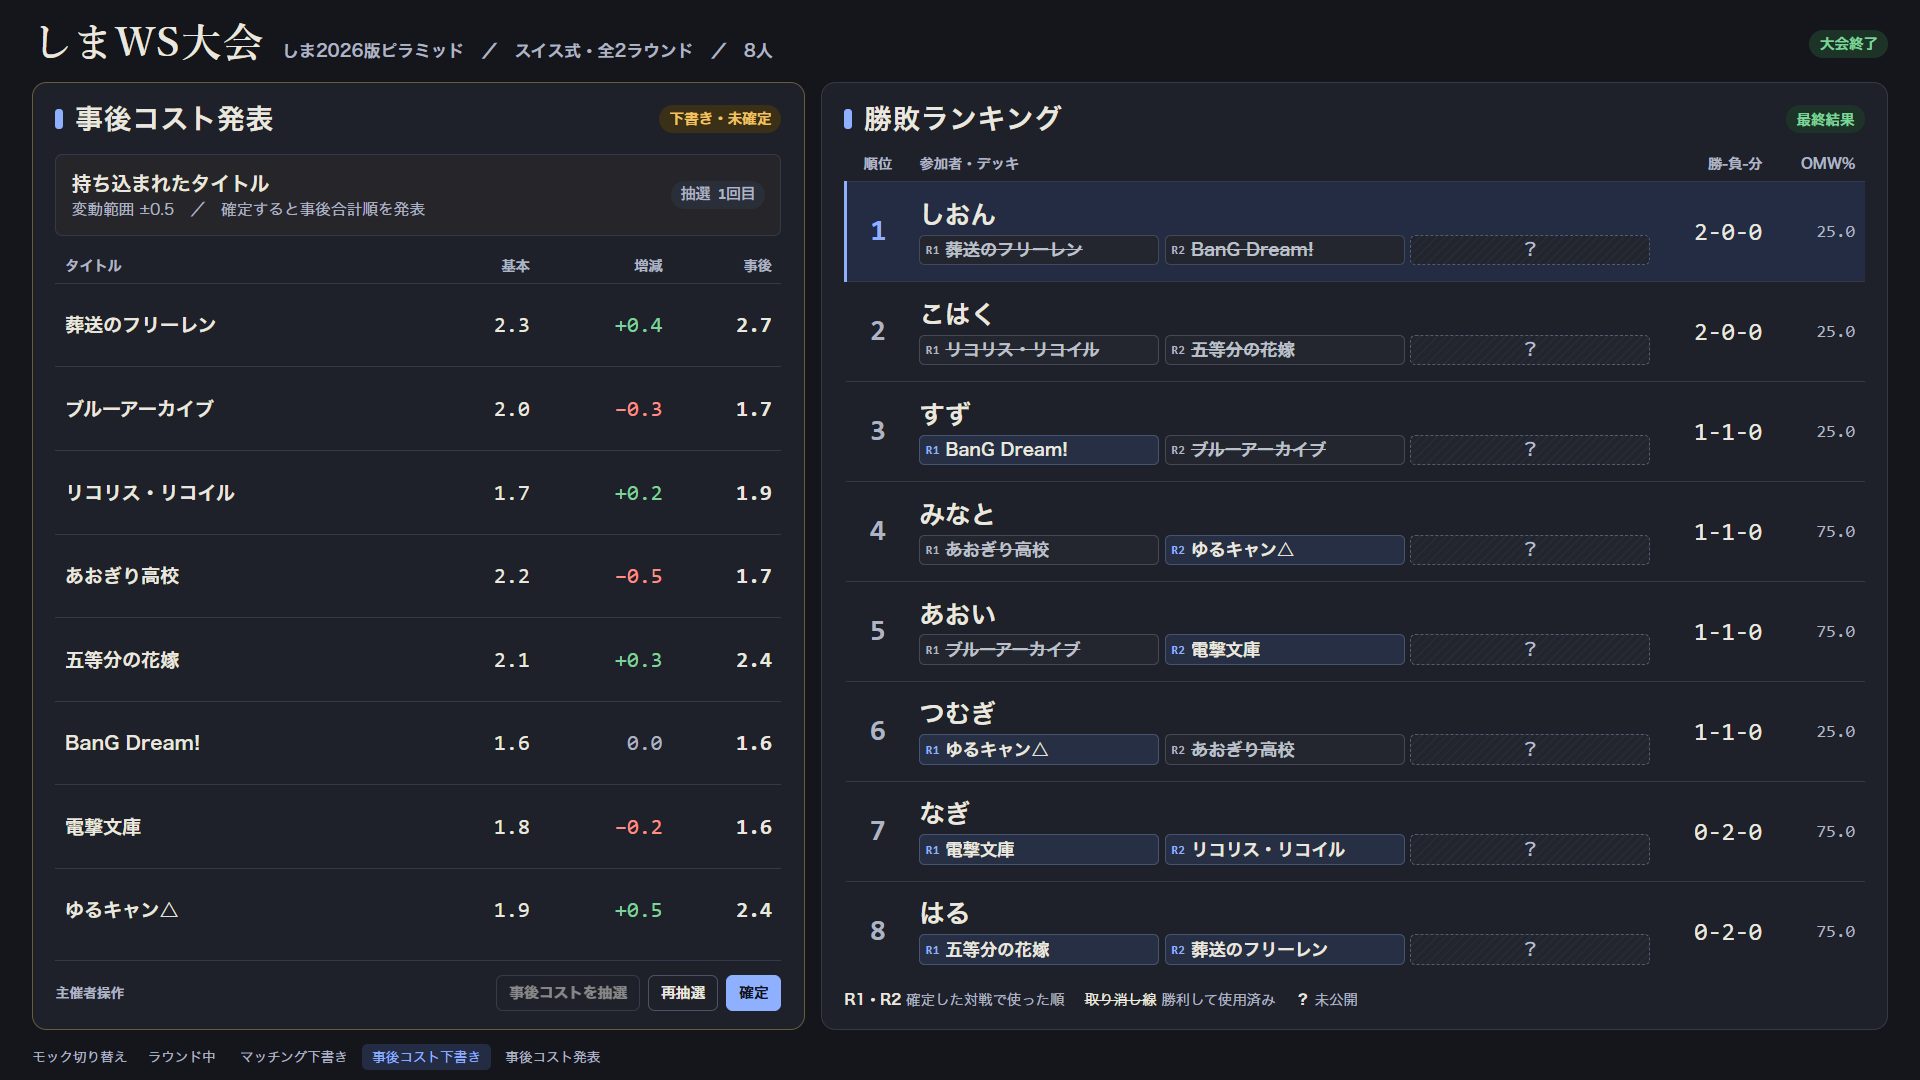 しまWS大会 しま2026版ピラミッド ／ スイス式・全2ラウンド ／ 8人
大会終了
事後コスト発表
下書き・未確定
持ち込まれたタイトル
変動範囲 ±0.5 ／ 確定すると事後合計順を発表
抽選 1回目
タイトル 基本 増減 事後
葬送のフリーレン 2.3 +0.4 2.7
ブルーアーカイブ 2.0 −0.3 1.7
リコリス・リコイル 1.7 +0.2 1.9
あおぎり高校 2.2 −0.5 1.7
五等分の花嫁 2.1 +0.3 2.4
BanG Dream! 1.6 0.0 1.6
電撃文庫 1.8 −0.2 1.6
ゆるキャン△ 1.9 +0.5 2.4
主催者操作 事後コストを抽選 再抽選 確定
勝敗ランキング
最終結果
順位 参加者・デッキ 勝-負-分 OMW%
1 しおん 2-0-0 25.0
R1 葬送のフリーレン R2 BanG Dream! ?
2 こはく 2-0-0 25.0
R1 リコリス・リコイル R2 五等分の花嫁 ?
3 すず 1-1-0 25.0
R1 BanG Dream! R2 ブルーアーカイブ ?
4 みなと 1-1-0 75.0
R1 あおぎり高校 R2 ゆるキャン△ ?
5 あおい 1-1-0 75.0
R1 ブルーアーカイブ R2 電撃文庫 ?
6 つむぎ 1-1-0 25.0
R1 ゆるキャン△ R2 あおぎり高校 ?
7 なぎ 0-2-0 75.0
R1 電撃文庫 R2 リコリス・リコイル ?
8 はる 0-2-0 75.0
R1 五等分の花嫁 R2 葬送のフリーレン ?
R1・R2 確定した対戦で使った順 取り消し線 勝利して使用済み ? 未公開
モック切り替え ラウンド中 マッチング下書き 事後コスト下書き 事後コスト発表